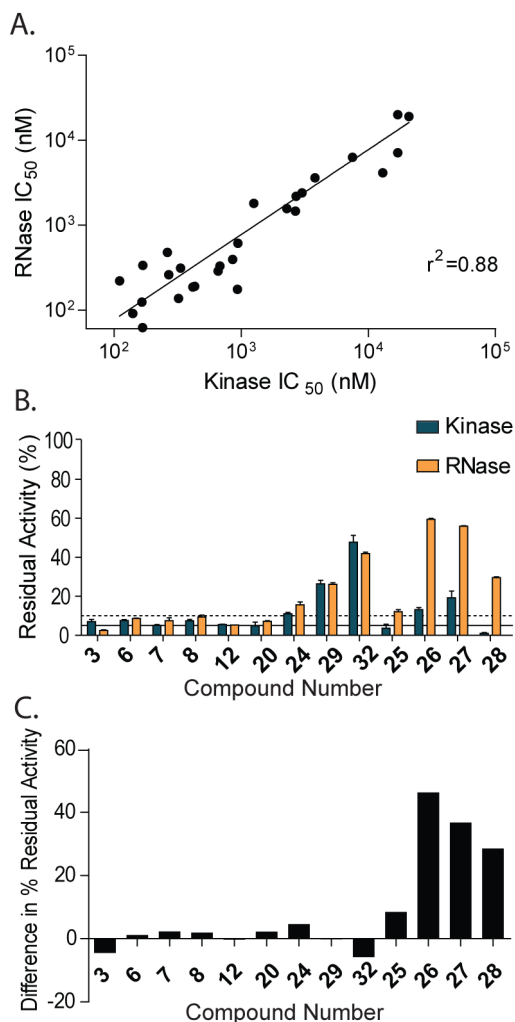 A.
RNase IC50 (nM)
10^5
10^4
10^3
10^2
r^2=0.88
10^2 10^3 10^4 10^5
Kinase IC 50 (nM)
B.
Kinase
RNase
Residual Activity (%)
100
80
60
40
20
0
3 6 7 8 12 20 24 29 32 25 26 27 28
Compound Number
C.
Difference in % Residual Activity
60
40
20
0
-20
3 6 7 8 12 20 24 29 32 25 26 27 28
Compound Number